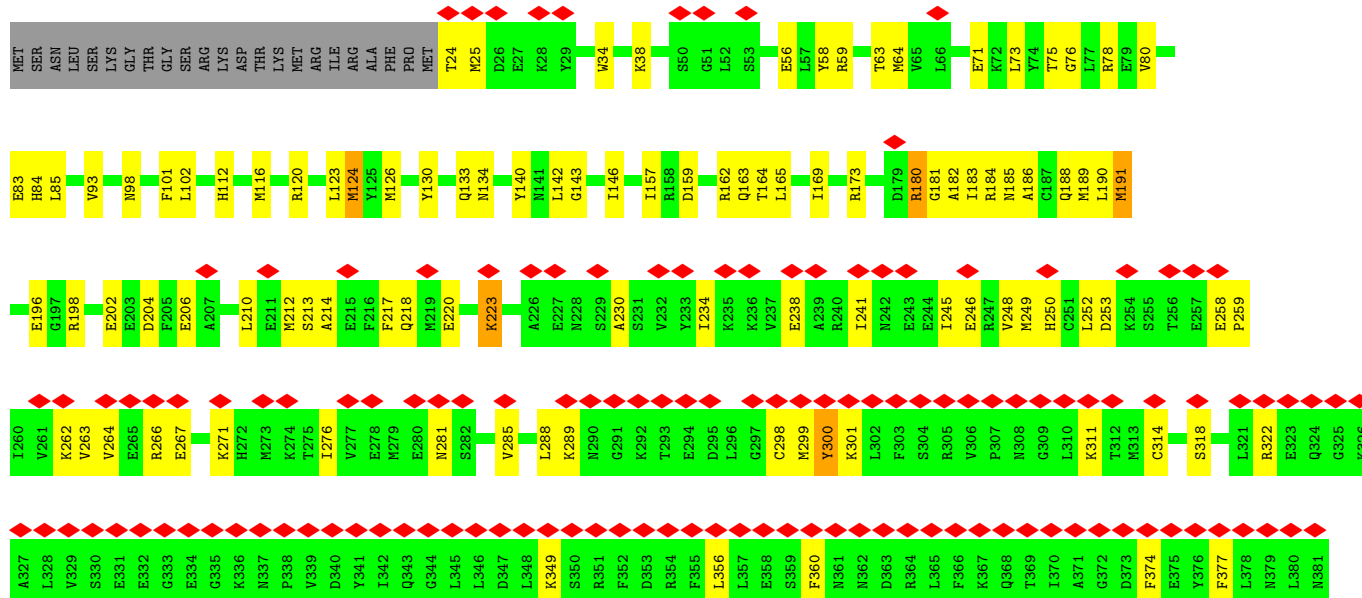 MET SER ASN LEU SER LYS GLY THR GLY SER ARG LYS ASP THR LYS MET ARG ILE ARG ALA PHE PRO MET T24 M25 D26 E27 K28 Y29 W34 K38 S50 G51 L52 S53 E56 L57 Y58 R59 T63 M64 V65 L66 E71 K72 L73 Y74 T75 G76 L77 R78 E79 V80
E83 H84 L85 V93 N98 F101 L102 H112 M116 R120 L123 M124 Y125 M126 Y130 Q133 N134 Y140 N141 L142 G143 I146 I157 R158 D159 R162 Q163 T164 L165 I169 R173 D179 R180 G181 A182 I183 R184 N185 A186 C187 Q188 M189 L190 M191
E196 G197 R198 E202 E203 D204 F205 E206 A207 L210 E211 M212 S213 A214 E215 F216 F217 Q218 M219 E220 K223 A226 E227 N228 S229 A230 S231 V232 Y233 I234 K235 K236 V237 E238 A239 R240 I241 N242 E243 E244 I245 E246 R247 V248 M249 H250 C251 L252 D253 K254 S255 T256 E257 E258 P259
I260 V261 K262 V263 V264 E265 R266 E267 K271 H272 M273 K274 T275 I276 V277 E278 M279 E280 N281 S282 V285 L288 K289 N290 G291 K292 T293 E294 D295 L296 G297 C298 M299 Y300 K301 L302 F303 S304 R305 V306 P307 N308 G309 L310 K311 T312 M313 C314 S318 L321 R322 E323 Q324 G325 K326
A327 L328 V329 S330 E331 E332 G333 E334 G335 K336 N337 P338 V339 D340 Y341 I342 Q343 G344 L345 L346 D347 L348 K349 S350 R351 F352 D353 R354 F355 L356 L357 E358 S359 F360 N361 N362 D363 R364 L365 F366 K367 Q368 T369 I370 A371 G372 D373 F374 E375 Y376 F377 L378 N379 L380 N381